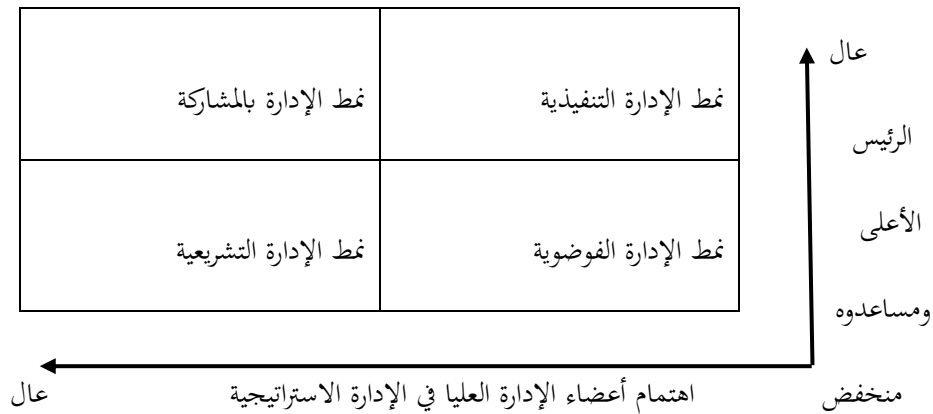 عال
نمط الإدارة التنفيذية
نمط الإدارة بالمشاركة
الرئيس
الأعلى
نمط الإدارة الفوضوية
نمط الإدارة التشريعية
ومساعدوه
منخفض
اهتمام أعضاء الإدارة العليا في الإدارة الاستراتيجية
عال